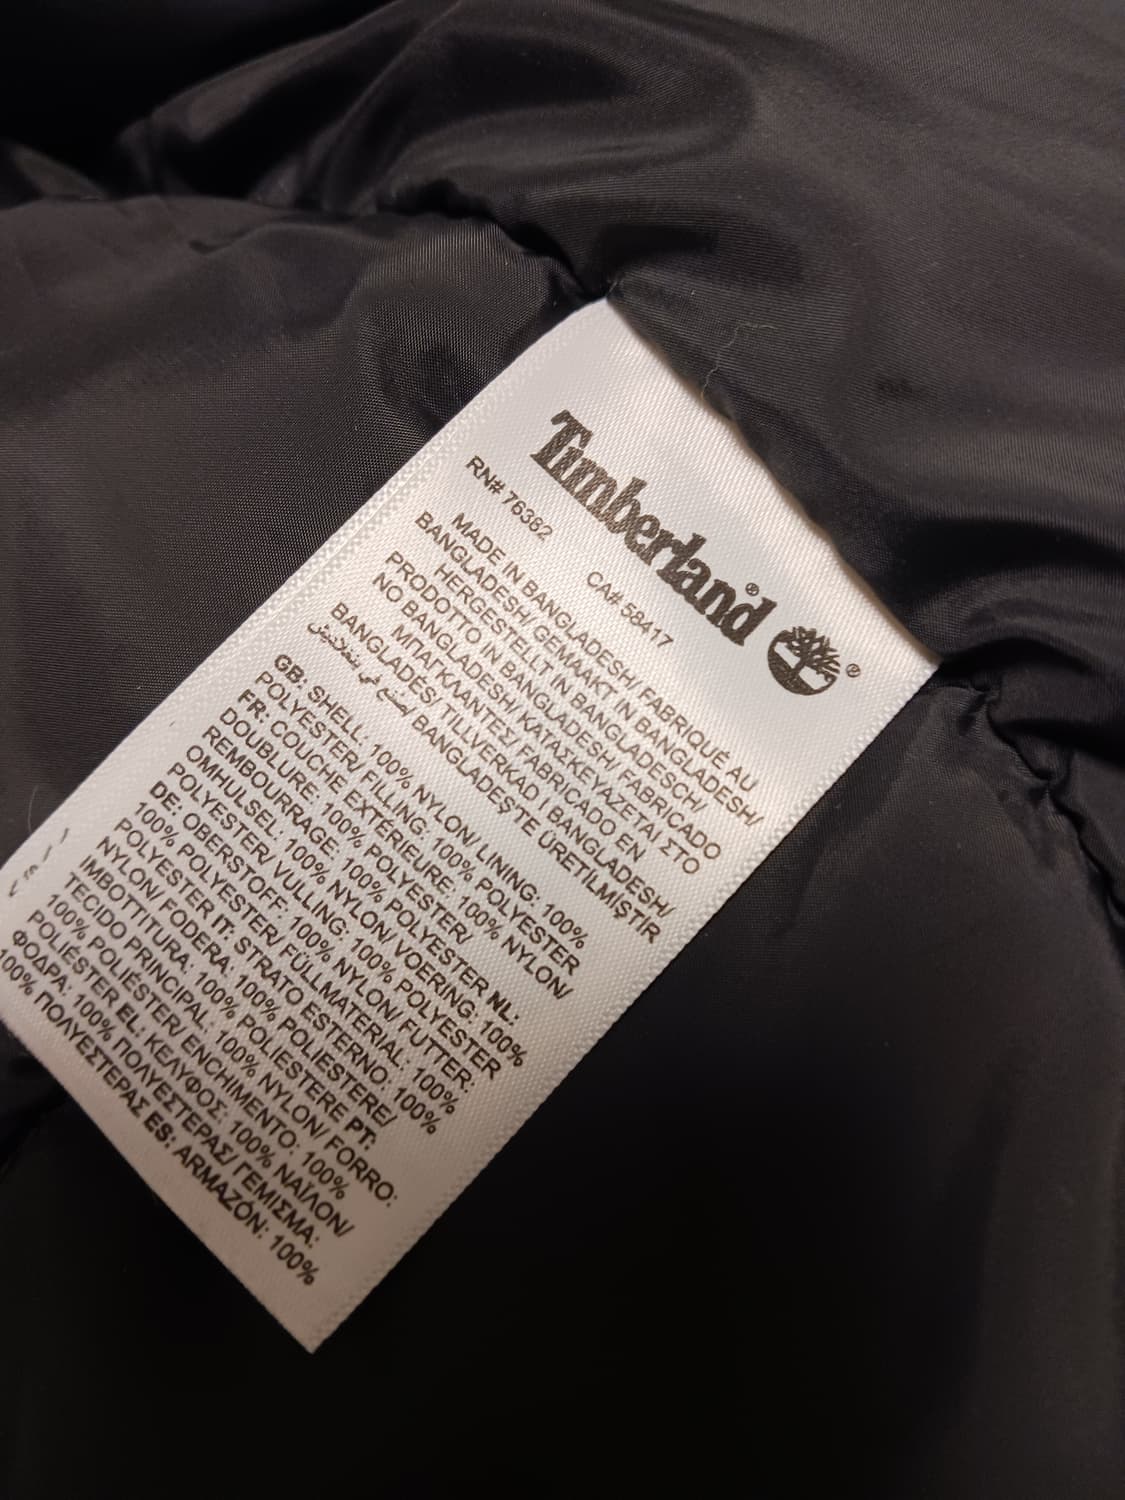 Timberland®
RN# 76382 CA# 58417
MADE IN BANGLADESH/ FABRIQUÉ AU
BANGLADESH/ GEMAAKT IN BANGLADESH/
HERGESTELLT IN BANGLADESCH/
PRODOTTO IN BANGLADESH/ FABRICADO
NO BANGLADESH/ ΚΑΤΑΣΚΕΥΑΖΕΤΑΙ ΣΤΟ
ΜΠΑΓΚΛΑΝΤΕΣ/ FABRICADO EN
BANGLADÉS/ TILLVERKAD I BANGLADESH/
صُنع في بنغلاديش/ BANGLADEŞTE ÜRETİLMİŞTİR
GB: SHELL: 100% NYLON/ LINING: 100%
POLYESTER/ FILLING: 100% POLYESTER
FR: COUCHE EXTÉRIEURE: 100% NYLON/
DOUBLURE: 100% POLYESTER/
REMBOURRAGE: 100% POLYESTER NL:
OMHULSEL: 100% NYLON/ VOERING: 100%
POLYESTER/ VULLING: 100% POLYESTER
DE: OBERSTOFF: 100% NYLON/ FUTTER:
100% POLYESTER/ FÜLLMATERIAL: 100%
POLYESTER IT: STRATO ESTERNO: 100%
NYLON/ FODERA: 100% POLIESTERE/
IMBOTTITURA: 100% POLIESTERE PT:
TECIDO PRINCIPAL: 100% NYLON/ FORRO:
100% POLIÉSTER/ ENCHIMENTO: 100%
POLIÉSTER EL: ΚΕΛΥΦΟΣ: 100% ΝΑΪΛΟΝ/
ΦΟΔΡΑ: 100% ΠΟΛΥΕΣΤΕΡΑΣ/ ΓΕΜΙΣΜΑ:
100% ΠΟΛΥΕΣΤΕΡΑΣ ES: ARMAZÓN: 100%